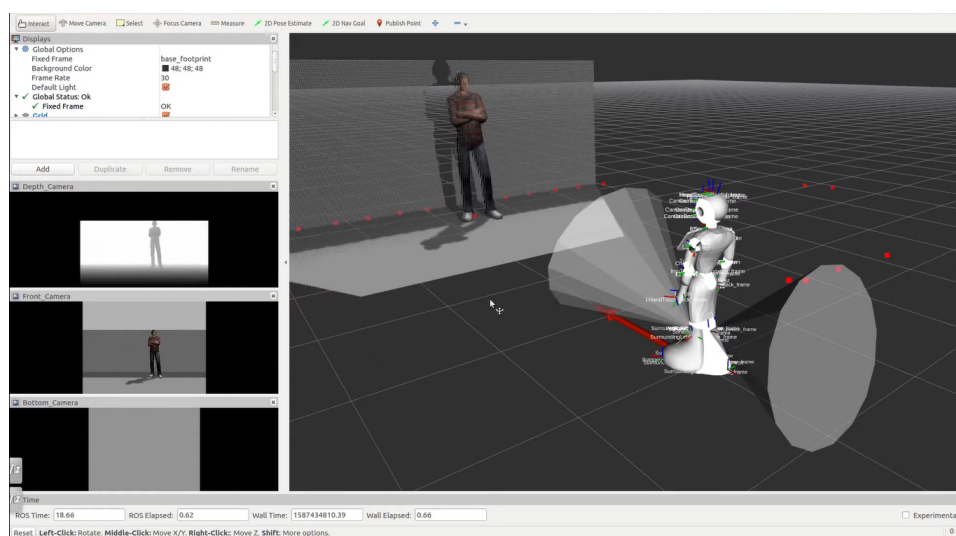 Interact Move Camera Select Focus Camera Measure 2D Pose Estimate 2D Nav Goal Publish Point
Displays
Global Options
Fixed Frame base_footprint
Background Color 48; 48; 48
Frame Rate 30
Default Light
Global Status: Ok
Fixed Frame OK
Grid
Add Duplicate Remove Rename
Depth_Camera
Front_Camera
Bottom_Camera
Time
ROS Time: 18.66 ROS Elapsed: 0.62 Wall Time: 1587434810.39 Wall Elapsed: 0.66 Experimenta
Reset Left-Click: Rotate. Middle-Click: Move X/Y. Right-Click:: Move Z. Shift: More options. 0